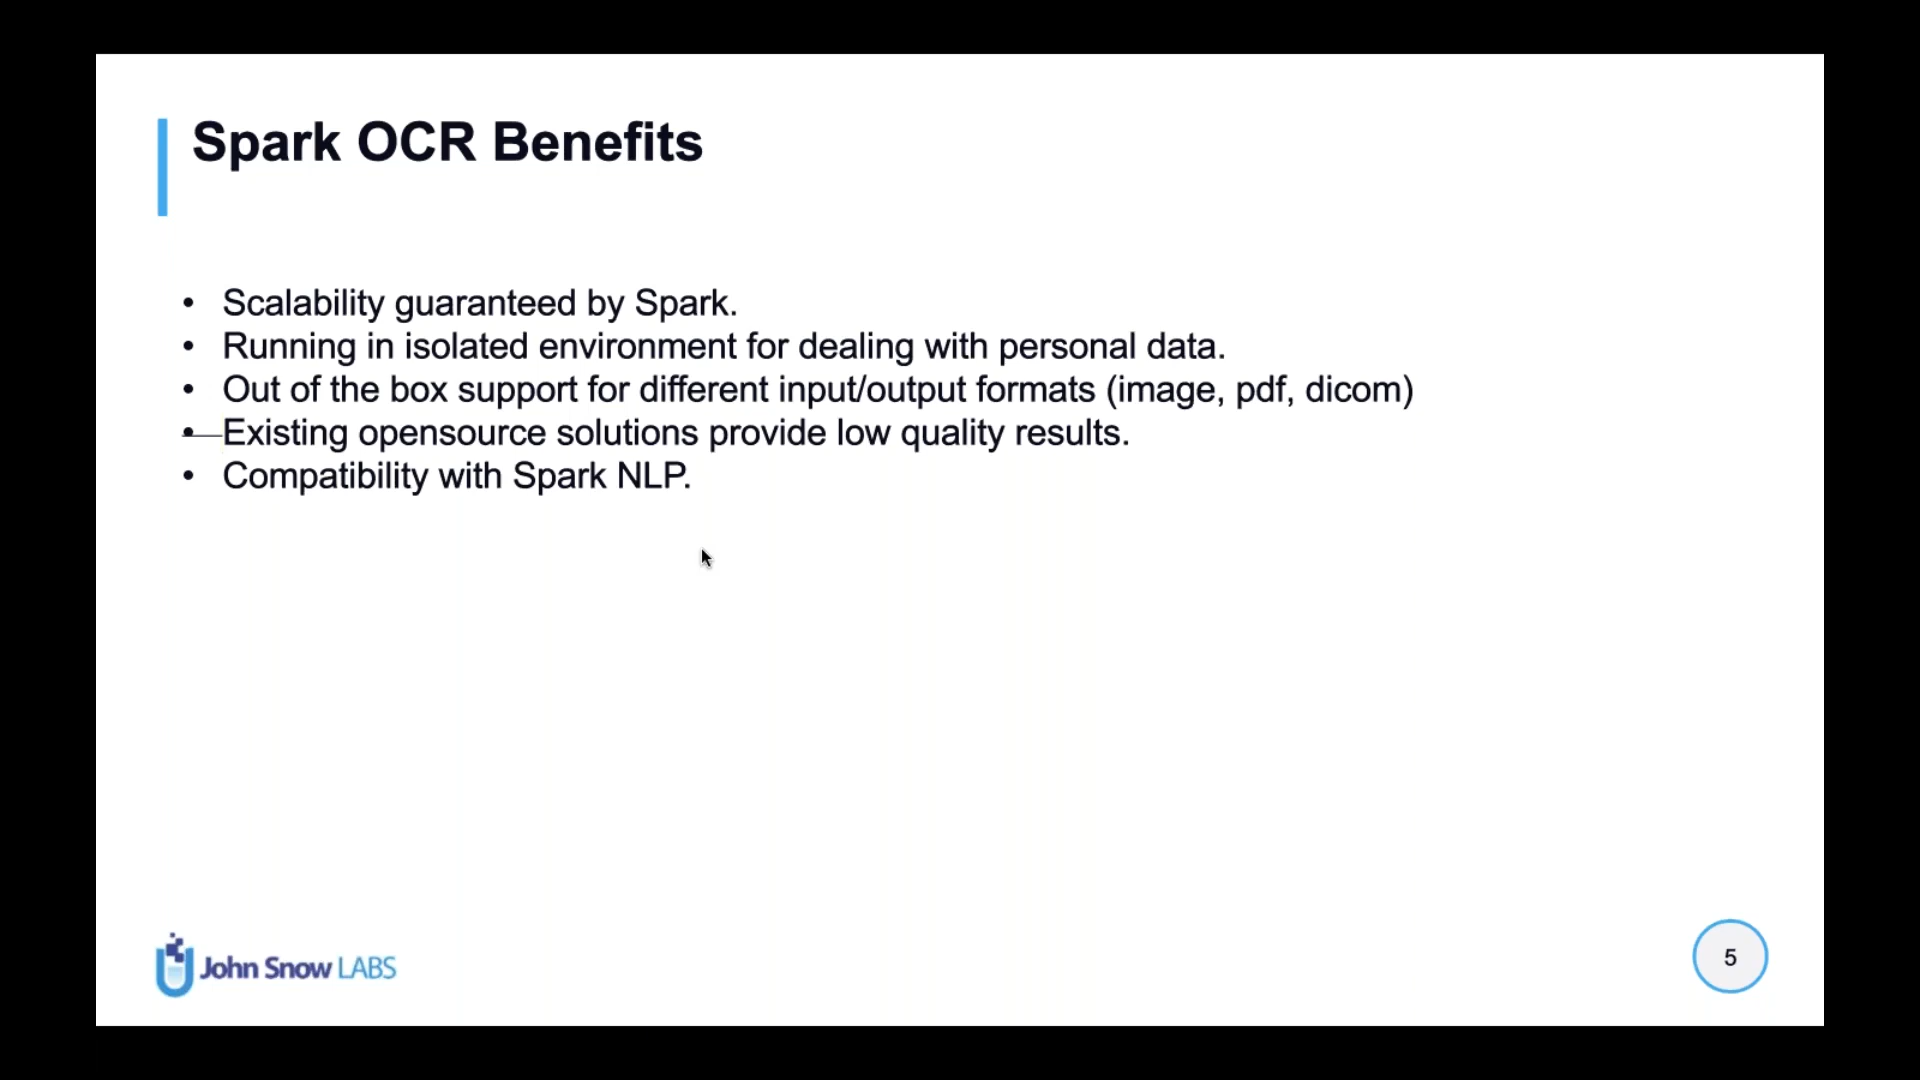 Spark OCR Benefits
• Scalability guaranteed by Spark.
• Running in isolated environment for dealing with personal data.
• Out of the box support for different input/output formats (image, pdf, dicom)
• Existing opensource solutions provide low quality results.
• Compatibility with Spark NLP.
John Snow LABS
5